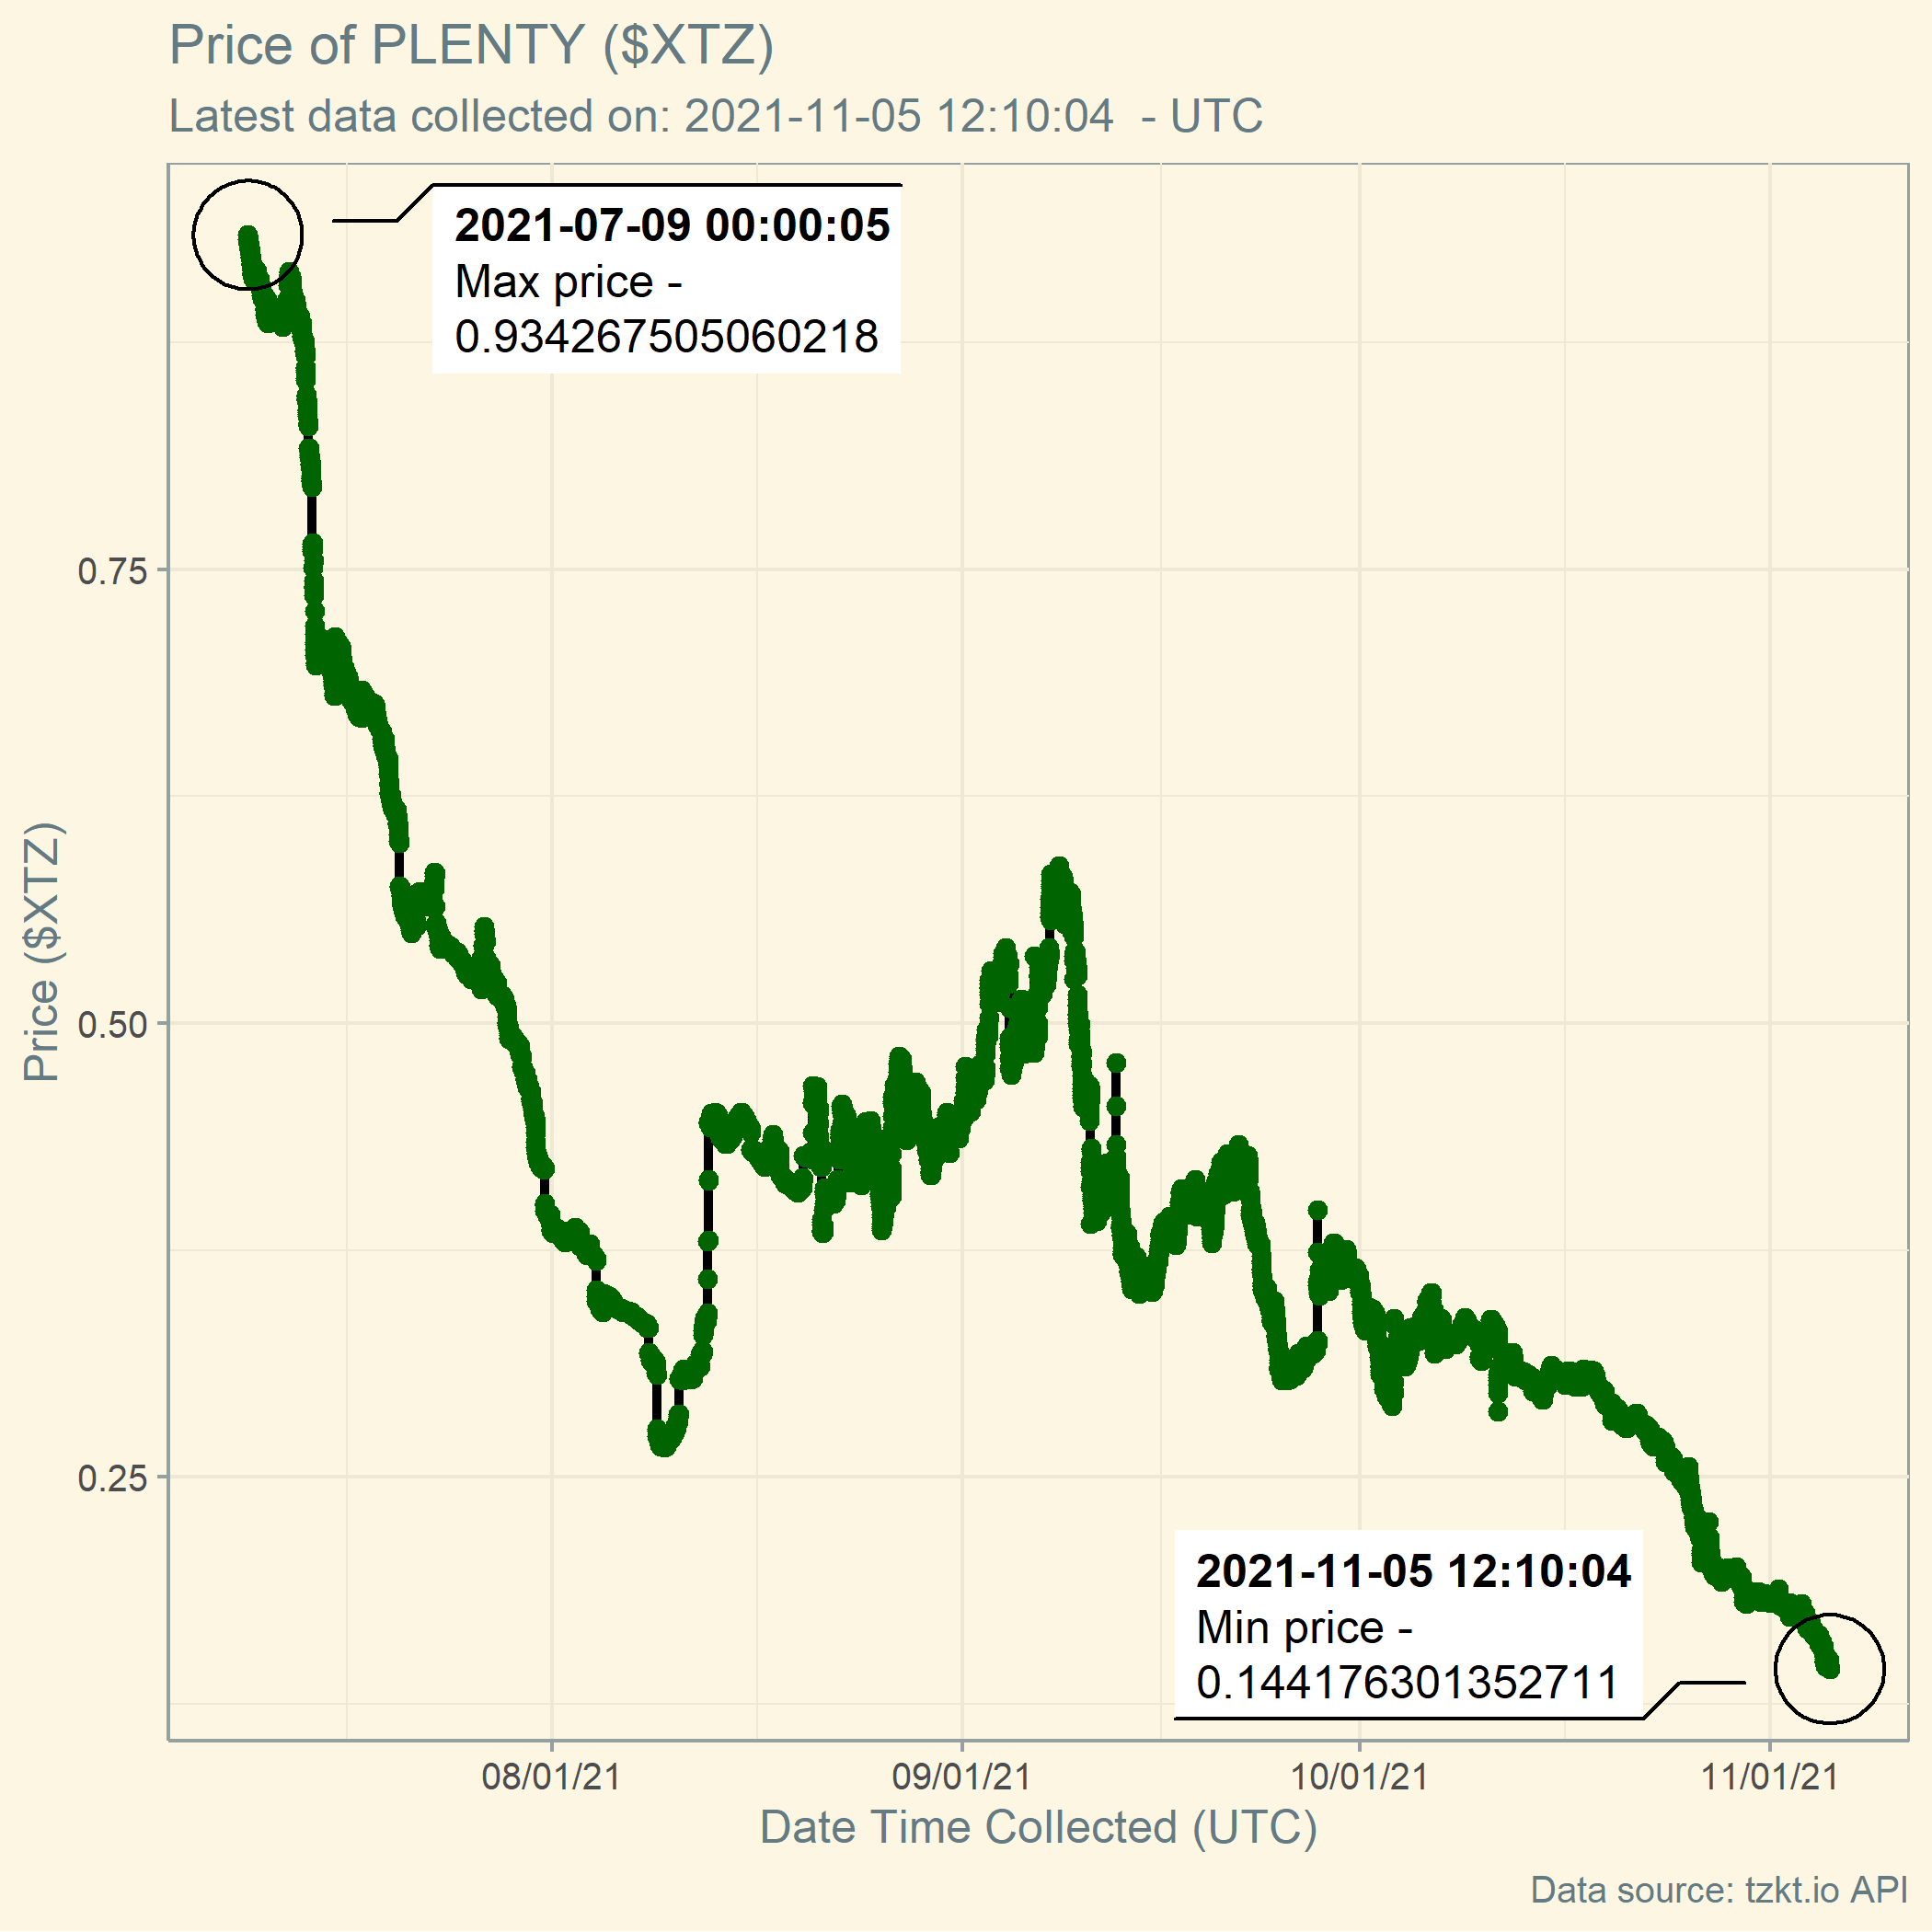 Price of PLENTY ($XTZ)
Latest data collected on: 2021-11-05 12:10:04 - UTC
2021-07-09 00:00:05
Max price -
0.934267505060218
0.75
0.50
0.25
Price ($XTZ)
2021-11-05 12:10:04
Min price -
0.144176301352711
08/01/21
09/01/21
10/01/21
11/01/21
Date Time Collected (UTC)
Data source: tzkt.io API